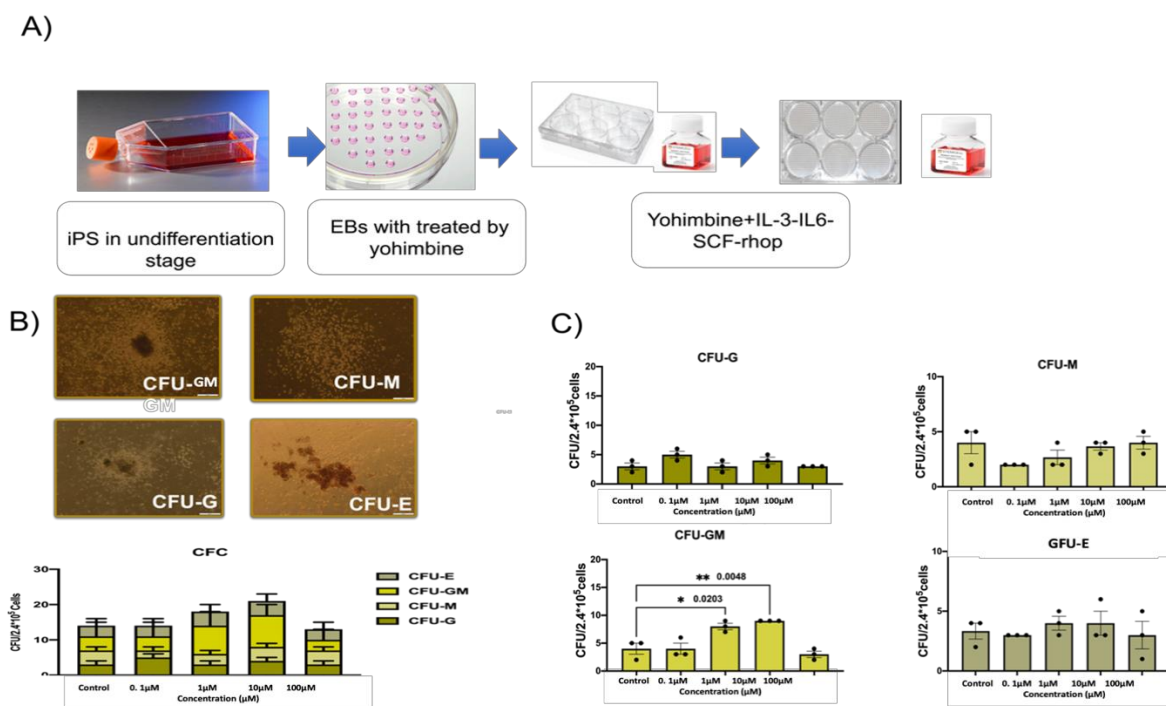 A)
iPS in undifferentiation
stage
EBs with treated by
yohimbine
Yohimbine+IL-3-IL6-
SCF-rhop
B)
CFU-GM
GM
CFU-M
CFU-G
CFU-E
CFC
CFU/2.4*10⁵Cells
30
20
10
0
Control 0. 1μM 1μM 10μM 100μM
Concentration (μM)
CFU-E
CFU-GM
CFU-M
CFU-G
C)
CFU-G
CFU/2.4*10⁵cells
20
15
10
5
0
Control 0. 1μM 1μM 10μM 100μM
Concentration (μM)
CFU-M
CFU/2.4*10⁵cells
10
5
0
Control 0. 1μM 1μM 10μM 100μM
Concentration (μM)
CFU-GM
CFU/2.4*10⁵cells
20
15
10
5
0
** 0.0048
* 0.0203
Control 0. 1μM 1μM 10μM 100μM
Concentration (μM)
GFU-E
CFU/2.4*10⁵cells
10
5
0
Control 0. 1μM 1μM 10μM 100μM
Concentration (μM)